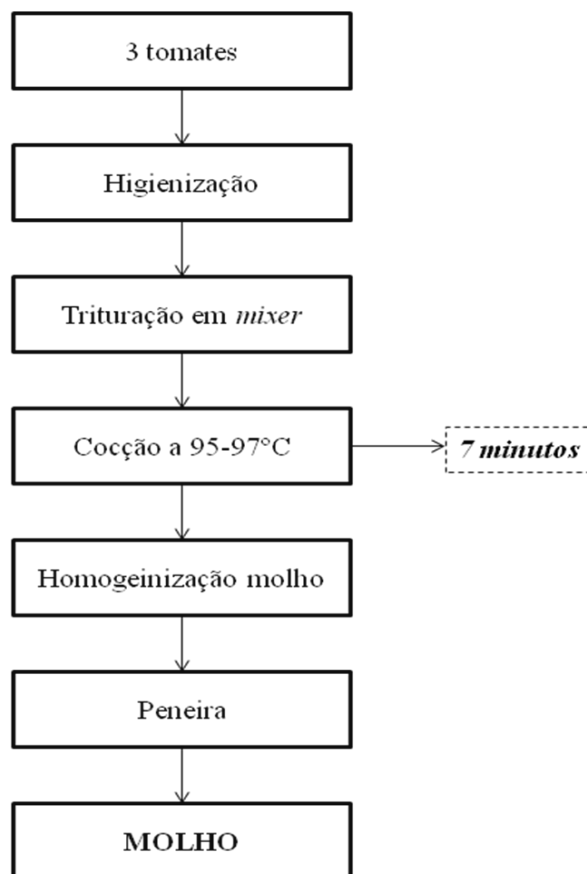 3 tomates
Higienização
Trituração em mixer
Cocção a 95-97°C
7 minutos
Homogeinização molho
Peneira
MOLHO